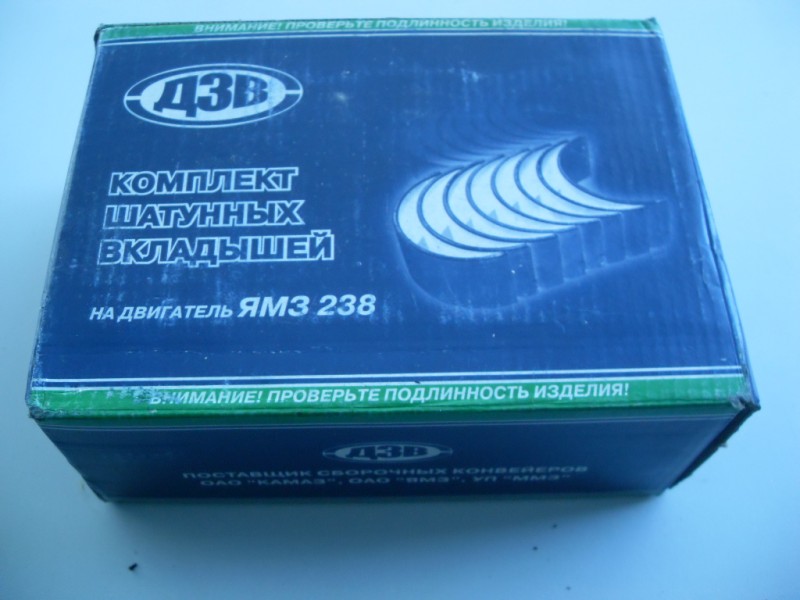 ВНИМАНИЕ! ПРОВЕРЬТЕ ПОДЛИННОСТЬ ИЗДЕЛИЯ!
ДЗВ
КОМПЛЕКТ
ШАТУННЫХ
ВКЛАДЫШЕЙ
НА ДВИГАТЕЛЬ ЯМЗ 238
ВНИМАНИЕ! ПРОВЕРЬТЕ ПОДЛИННОСТЬ ИЗДЕЛИЯ!
ДЗВ
ПОСТАВЩИК СБОРОЧНЫХ КОНВЕЙЕРОВ
ОАО "КАМАЗ", ОАО "ЯМЗ", УП "ММЗ"